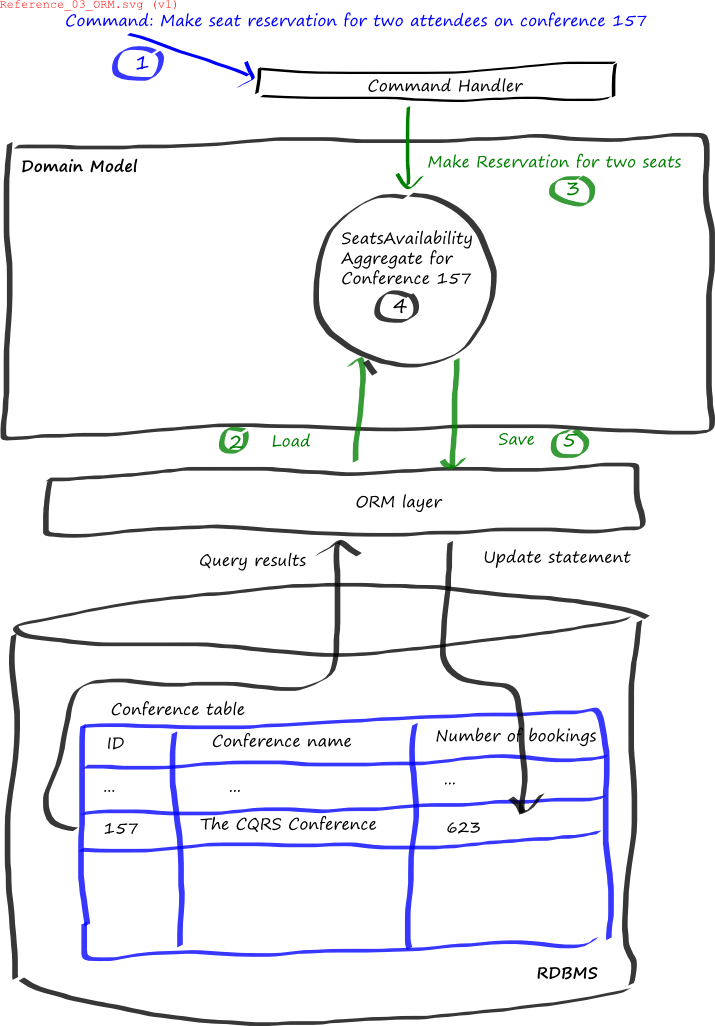 Reference_03_ORM.svg (v1)
Command: Make seat reservation for two attendees on conference 157
1
Command Handler
Domain Model
Make Reservation for two seats
3
SeatsAvailability
Aggregate for
Conference 157
4
2 Load
Save 5
ORM layer
Query results
Update statement
Conference table
ID Conference name Number of bookings
... ... ...
157 The CQRS Conference 623
RDBMS